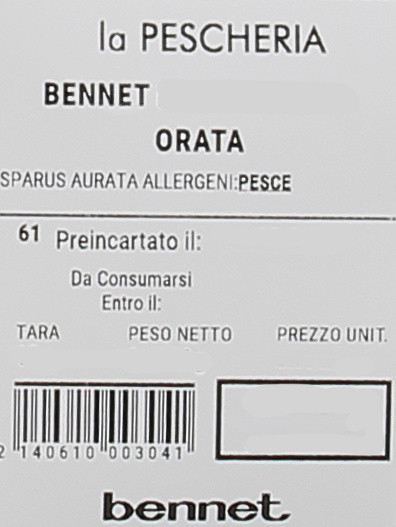 la PESCHERIA
BENNET
ORATA
SPARUS AURATA ALLERGENI:PESCE
61 Preincartato il:
Da Consumarsi
Entro il:
TARA PESO NETTO PREZZO UNIT.
2 140610 003041
bennet